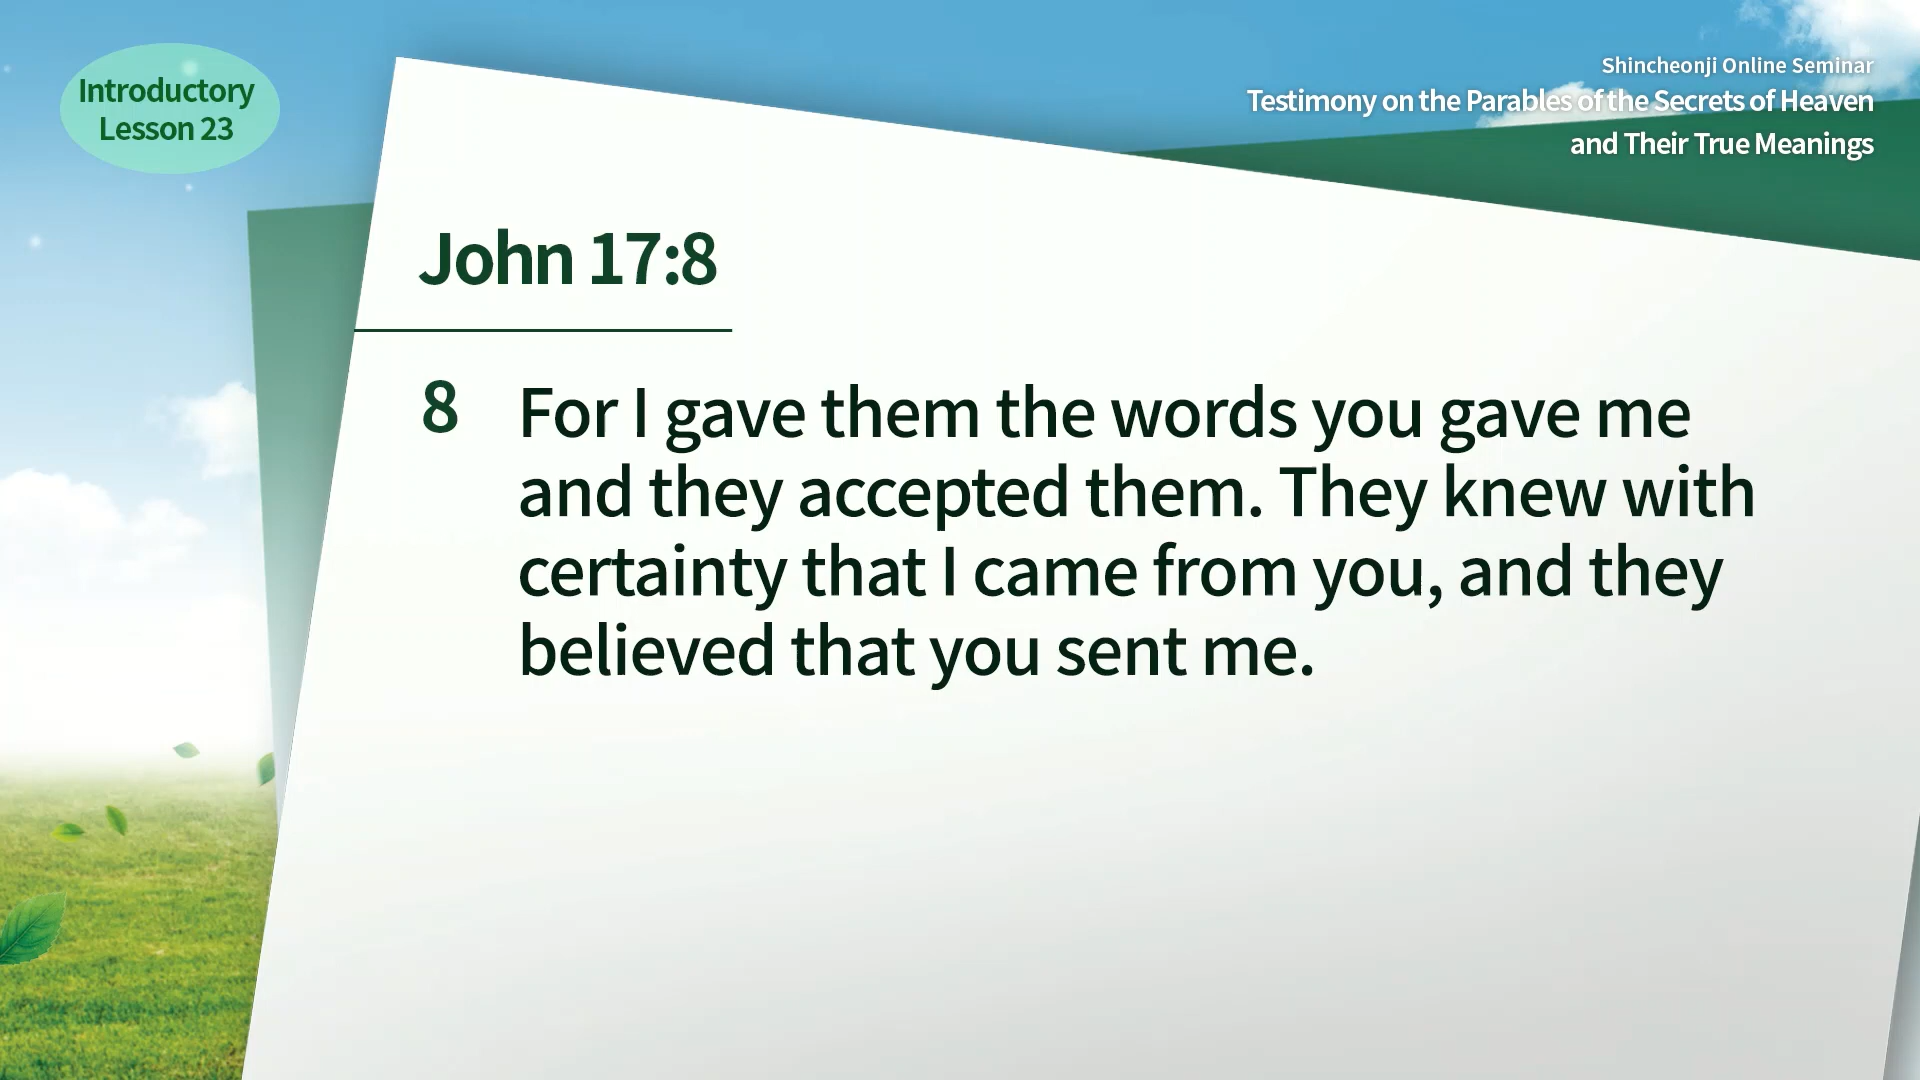 Introductory
Lesson 23
Shincheonji Online Seminar
Testimony on the Parables of the Secrets of Heaven
and Their True Meanings
John 17:8
8 For I gave them the words you gave me
and they accepted them. They knew with
certainty that I came from you, and they
believed that you sent me.